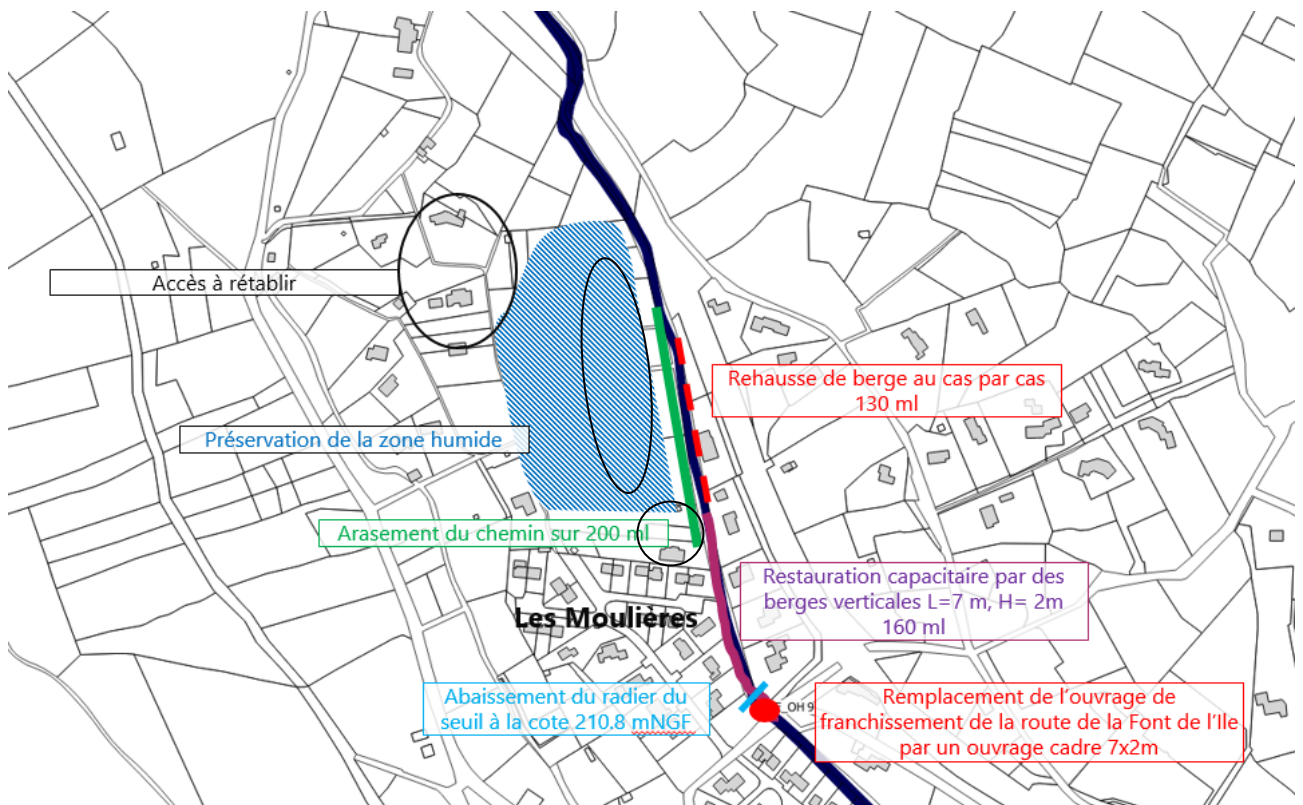 Accès à rétablir
Rehausse de berge au cas par cas
130 ml
Préservation de la zone humide
Arasement du chemin sur 200 ml
Restauration capacitaire par des
berges verticales L=7 m, H= 2m
160 ml
Les Moulières
Abaissement du radier du
seuil à la cote 210.8 mNGF
_OH 9
Remplacement de l'ouvrage de
franchissement de la route de la Font de l'Ile
par un ouvrage cadre 7x2m